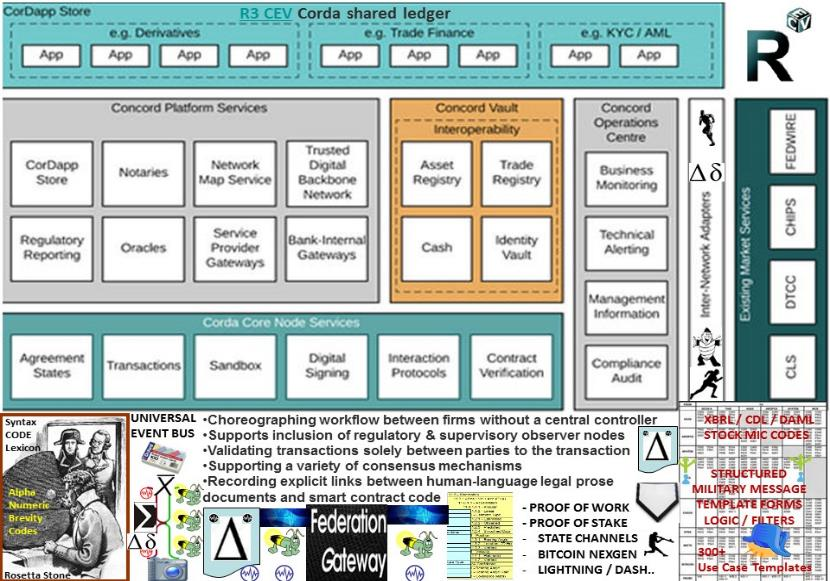 CorDapp Store
R3 CEV Corda shared ledger
e.g. Derivatives
App App App App
e.g. Trade Finance
App App App
e.g. KYC / AML
App App
R
CEV
Concord Platform Services
CorDapp
Store
Notaries
Network
Map Service
Trusted
Digital
Backbone
Network
Regulatory
Reporting
Oracles
Service
Provider
Gateways
Bank-Internal
Gateways
Concord Vault
Interoperability
Asset
Registry
Trade
Registry
Cash
Identity
Vault
Concord
Operations
Centre
Business
Monitoring
Technical
Alerting
Management
Information
Compliance
Audit
Δδ
Inter-Network Adapters
Existing Market Services
FEDWIRE
CHIPS
DTCC
CLS
Corda Core Node Services
Agreement
States
Transactions
Sandbox
Digital
Signing
Interaction
Protocols
Contract
Verification
Syntax
CODE
Lexicon
Alpha
Numeric
Brevity
Codes
Rosetta Stone
UNIVERSAL
EVENT BUS
Δδ
•Choreographing workflow between firms without a central controller
•Supports inclusion of regulatory & supervisory observer nodes
•Validating transactions solely between parties to the transaction
•Supporting a variety of consensus mechanisms
•Recording explicit links between human-language legal prose
documents and smart contract code
Δ
Δ
Federation
Gateway
- PROOF OF WORK
- PROOF OF STAKE
- STATE CHANNELS
- BITCOIN NEXGEN
- LIGHTNING / DASH..
XBRL / CDL / DAML
STOCK MIC CODES
STRUCTURED
MILITARY MESSAGE
TEMPLATE FORMS
LOGIC / FILTERS
300+
Use Case Templates